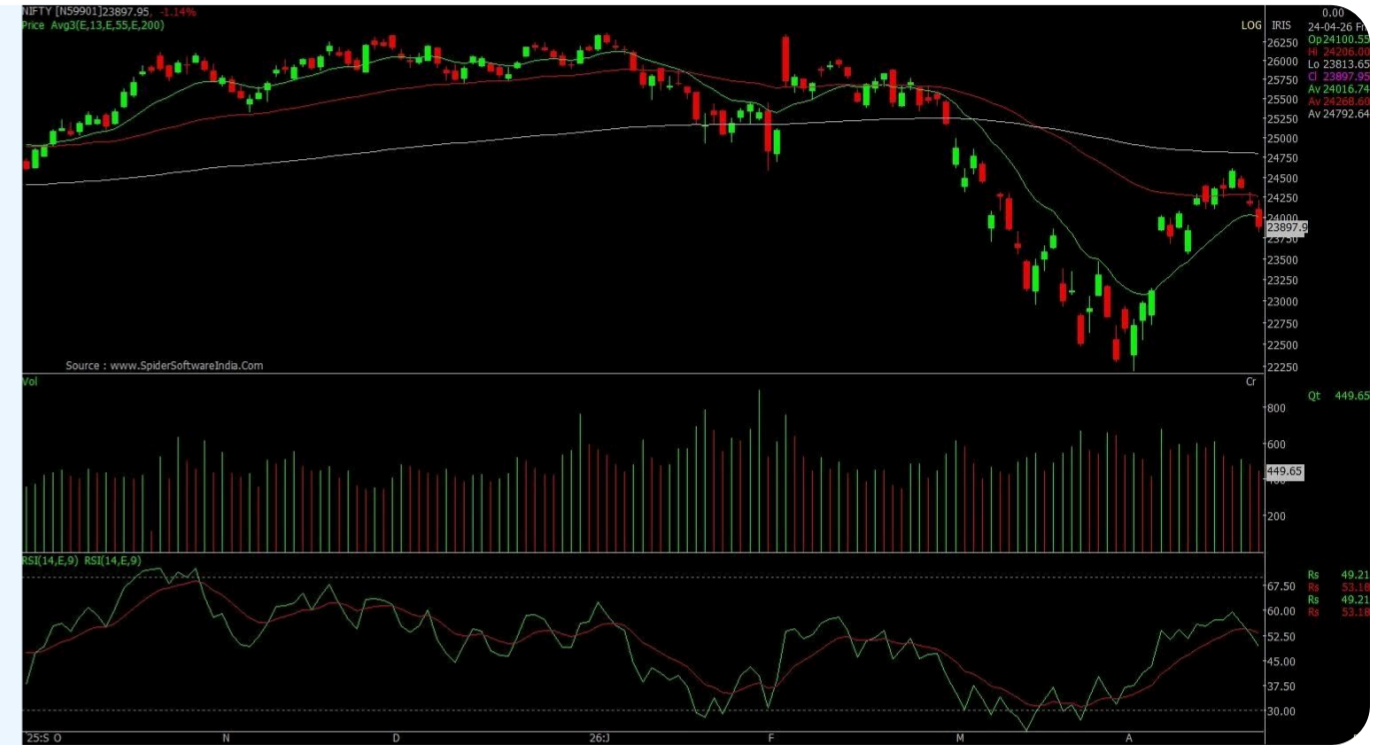 NIFTY [N59901]23897.95, -1.14%
Price Avg3(E,13,E,55,E,200)
LOG
IRIS
0.00
24-04-26 Fr
Op24100.55
Hi 24206.00
Lo 23813.65
Cl 23897.95
Av 24016.74
Av 24268.60
Av 24792.64
26250
26000
25750
25500
25250
25000
24750
24500
24250
24000
23897.9
23750
23500
23250
23000
22750
22500
22250
Source : www.SpiderSoftwareIndia.Com
Vol
Cr
Qt 449.65
800
600
449.65
400
200
RSI(14,E,9) RSI(14,E,9)
Rs 49.21
Rs 53.18
Rs 49.21
Rs 53.18
67.50
60.00
52.50
45.00
37.50
30.00
25:S O N D 26:J F M A